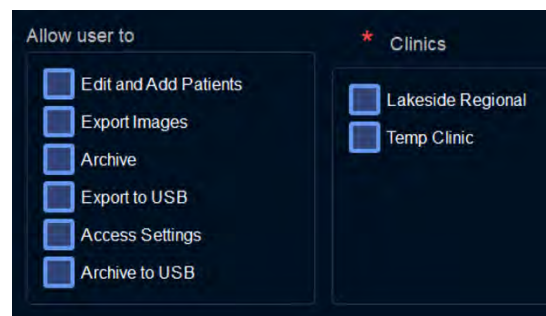 Allow user to
Edit and Add Patients
Export Images
Archive
Export to USB
Access Settings
Archive to USB
* Clinics
Lakeside Regional
Temp Clinic